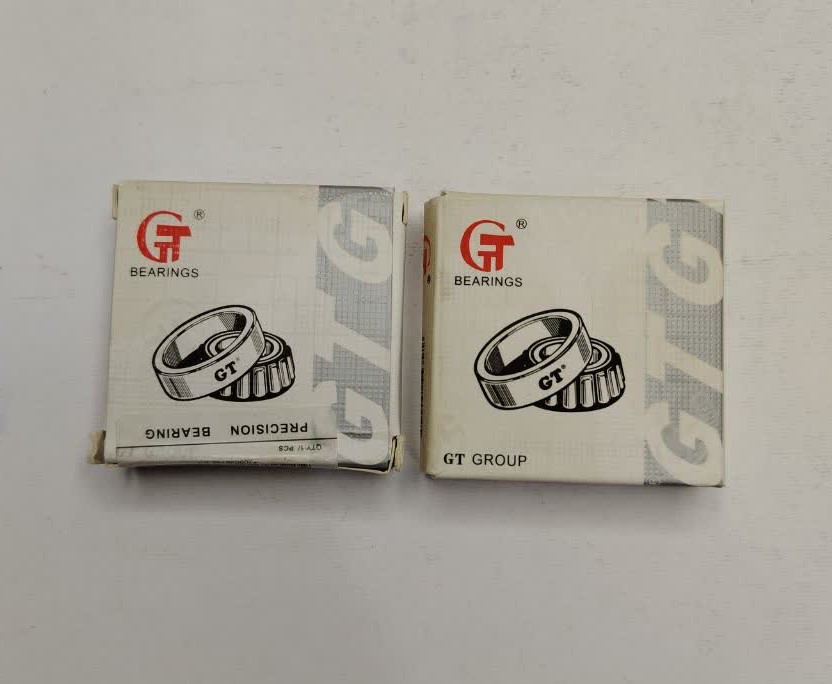 GT
®
BEARINGS
GT
GTG
PRECISION BEARING
QTY:1/ PCS
GT
®
BEARINGS
GT®
GTG
GT GROUP